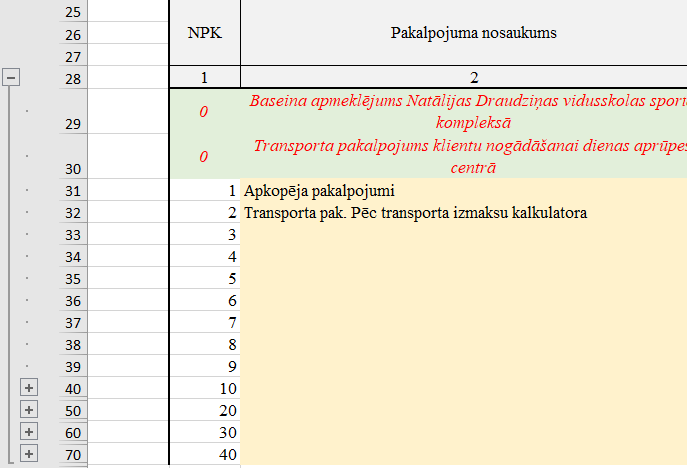 25
26 NPK Pakalpojuma nosaukums
27
28 1 2
Baseina apmeklējums Natālijas Draudziņas vidusskolas
29 0 kompleksā
Transporta pakalpojums klientu nogādāšanai dienas
30 0 centrā
31 1 Apkopēja pakalpojumi
32 2 Transporta pak. Pēc transporta izmaksu kalkulatora
33 3
34 4
35 5
36 6
37 7
38 8
39 9
40 10
50 20
60 30
70 40